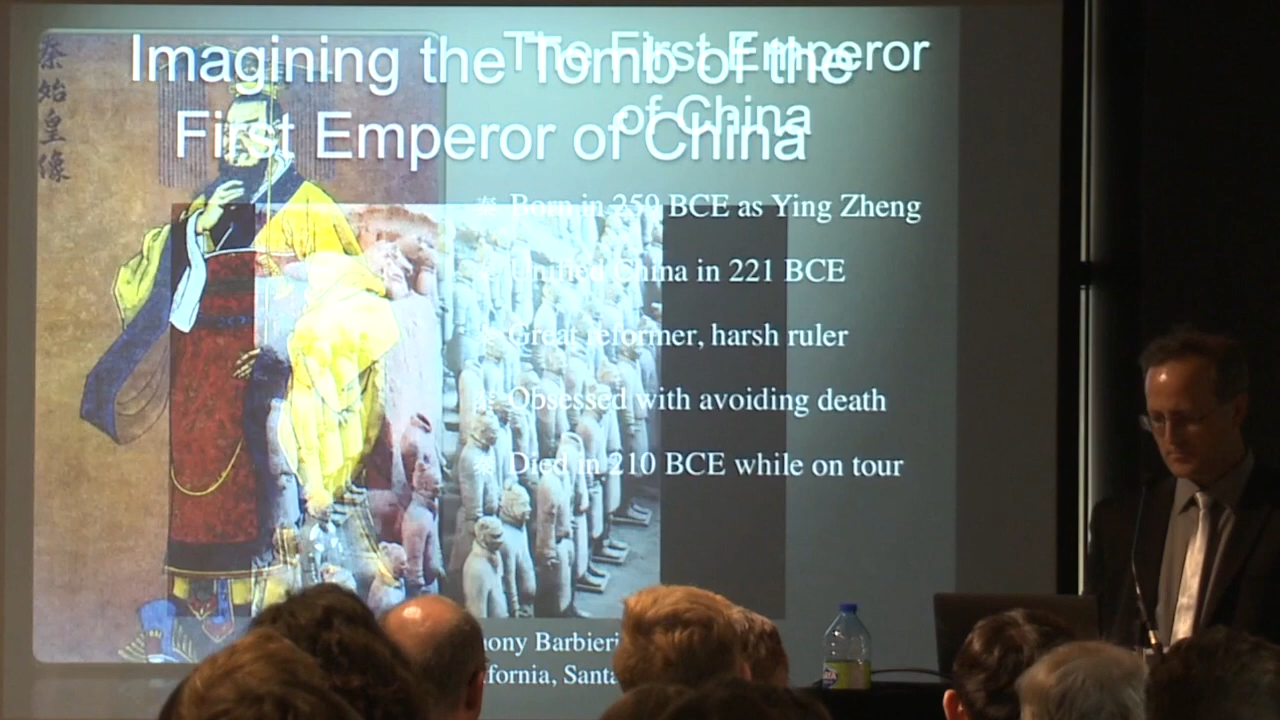 Imagining the Tomb of the
First Emperor of China
The First Emperor
of China
秦始皇像
Born in 259 BCE as Ying Zheng
Unified China in 221 BCE
Great reformer, harsh ruler
Obsessed with avoiding death
Died in 210 BCE while on tour
Barbieri
Santa